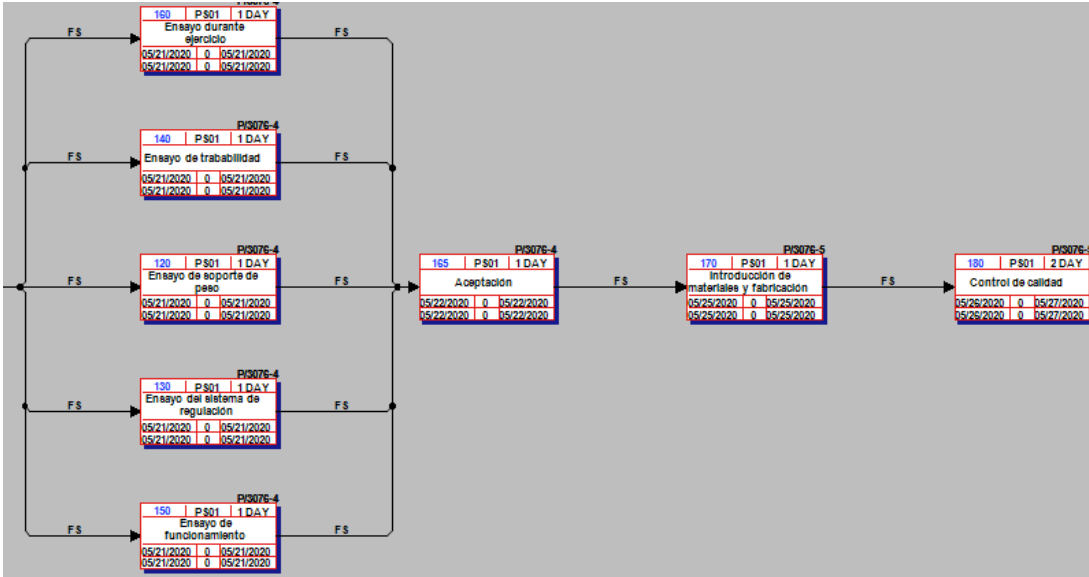 P/3076-4
160 PS01 1 DAY
Ensayo durante
ejercicio
05/21/2020 0 05/21/2020
05/21/2020 0 05/21/2020
FS
FS
P/3076-4
140 PS01 1 DAY
Ensayo de trababilidad
05/21/2020 0 05/21/2020
05/21/2020 0 05/21/2020
FS
FS
P/3076-4
120 PS01 1 DAY
Ensayo de soporte de
peso
05/21/2020 0 05/21/2020
05/21/2020 0 05/21/2020
FS
FS
P/3076-4
165 PS01 1 DAY
Aceptación
05/22/2020 0 05/22/2020
05/22/2020 0 05/22/2020
FS
P/3076-5
170 PS01 1 DAY
Introducción de
materiales y fabricación
05/25/2020 0 05/25/2020
05/25/2020 0 05/25/2020
FS
P/3076-
180 PS01 2 DAY
Control de calidad
05/26/2020 0 05/27/2020
05/26/2020 0 05/27/2020
P/3076-4
130 PS01 1 DAY
Ensayo del sistema de
regulación
05/21/2020 0 05/21/2020
05/21/2020 0 05/21/2020
FS
FS
P/3076-4
150 PS01 1 DAY
Ensayo de
funcionamiento
05/21/2020 0 05/21/2020
05/21/2020 0 05/21/2020
FS
FS